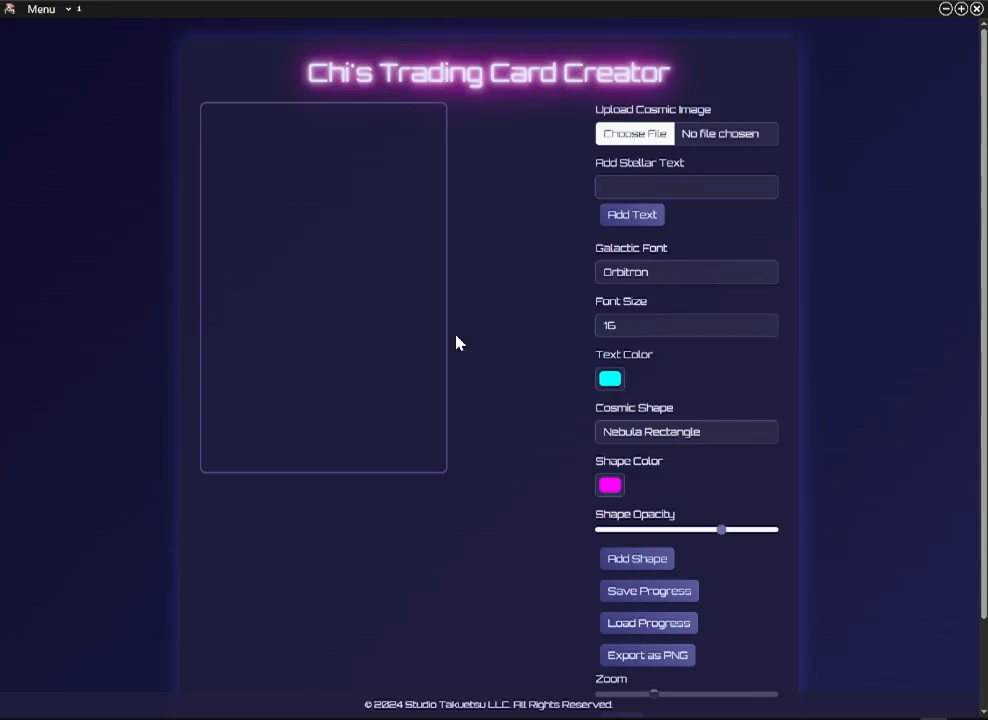 Menu 1
Chi's Trading Card Creator
Upload Cosmic Image
Choose File No file chosen
Add Stellar Text
Add Text
Galactic Font
Orbitron
Font Size
16
Text Color
Cosmic Shape
Nebula Rectangle
Shape Color
Shape Opacity
Add Shape
Save Progress
Load Progress
Export as PNG
Zoom
© 2024 Studio Takuetsu LLC. All Rights Reserved.